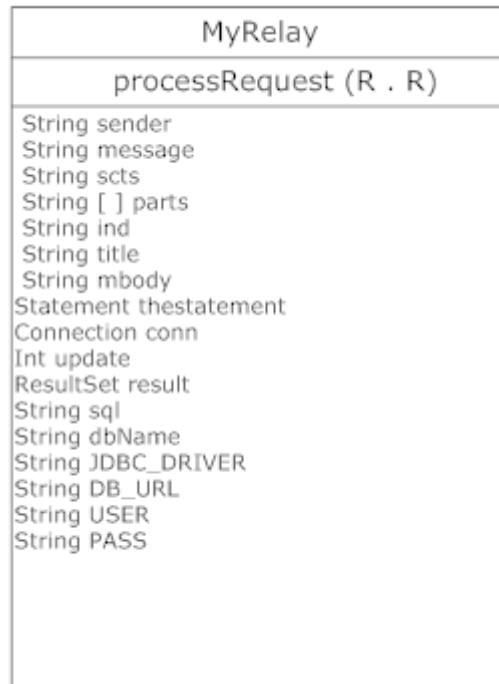 MyRelay
processRequest (R . R)
String sender
String message
String scts
String [ ] parts
String ind
String title
String mbody
Statement thestatement
Connection conn
Int update
ResultSet result
String sql
String dbName
String JDBC_DRIVER
String DB_URL
String USER
String PASS